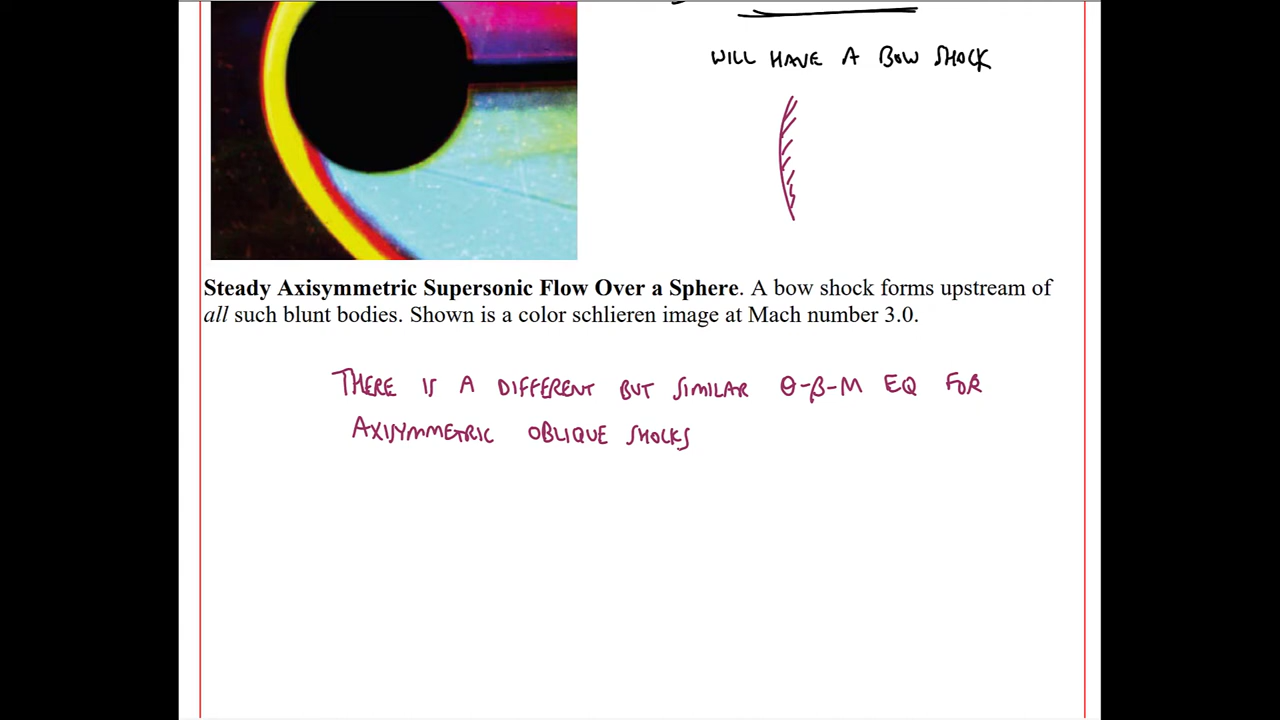 WILL HAVE A BOW SHOCK
Steady Axisymmetric Supersonic Flow Over a Sphere. A bow shock forms upstream of
all such blunt bodies. Shown is a color schlieren image at Mach number 3.0.
THERE IS A DIFFERENT BUT SIMILAR θ-β-M EQ FOR
AXISYMMETRIC OBLIQUE SHOCKS